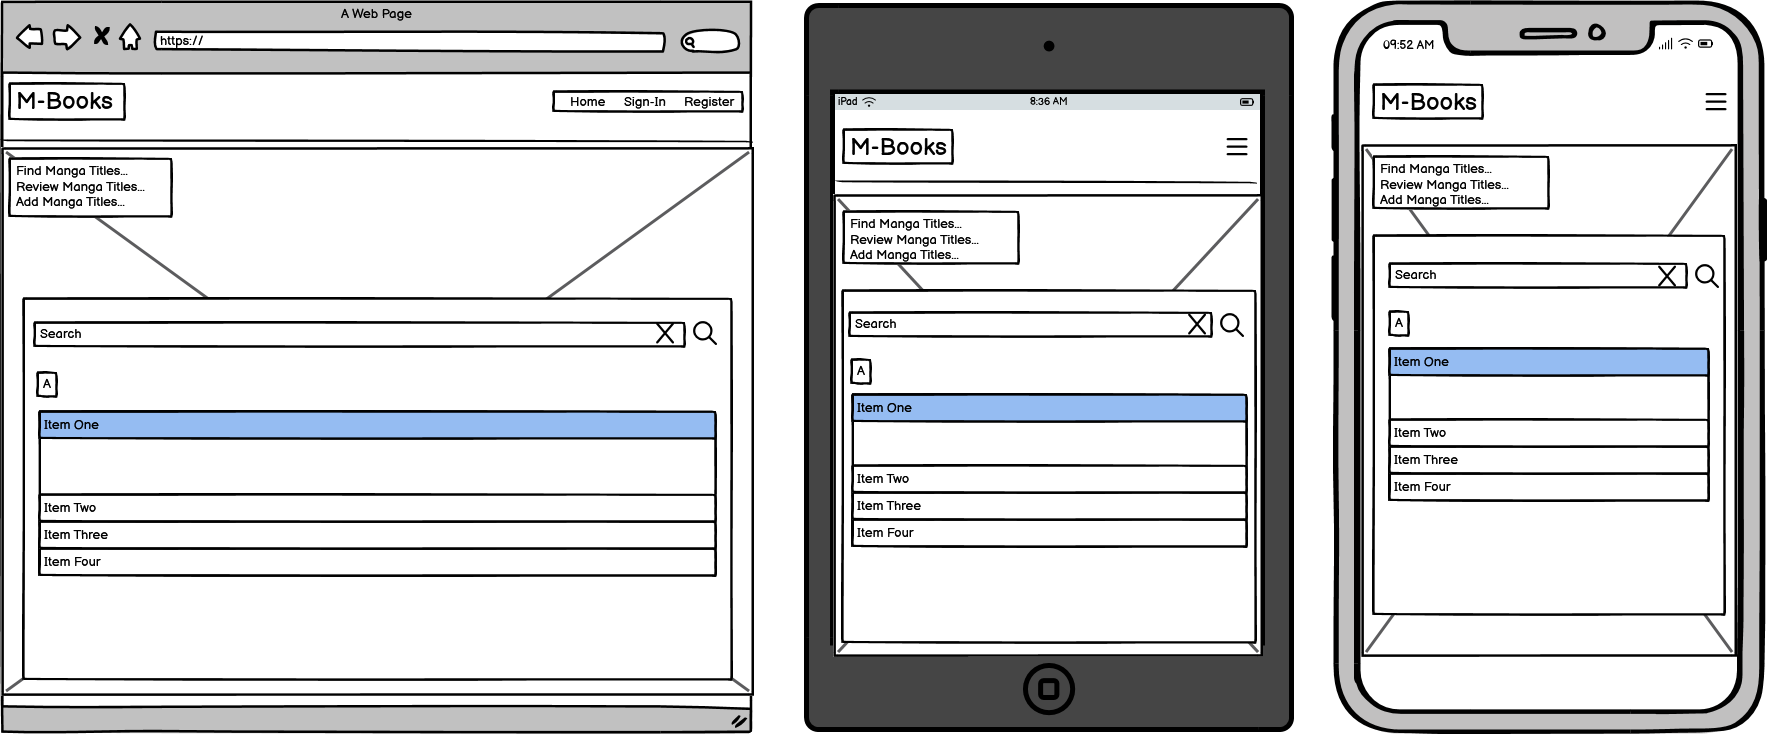 A Web Page
https://
M-Books
Home Sign-In Register
Find Manga Titles...
Review Manga Titles...
Add Manga Titles...
Search
A
Item One
Item Two
Item Three
Item Four
iPad 8:36 AM
M-Books
Find Manga Titles...
Review Manga Titles...
Add Manga Titles...
Search
A
Item One
Item Two
Item Three
Item Four
09:52 AM
M-Books
Find Manga Titles...
Review Manga Titles...
Add Manga Titles...
Search
A
Item One
Item Two
Item Three
Item Four